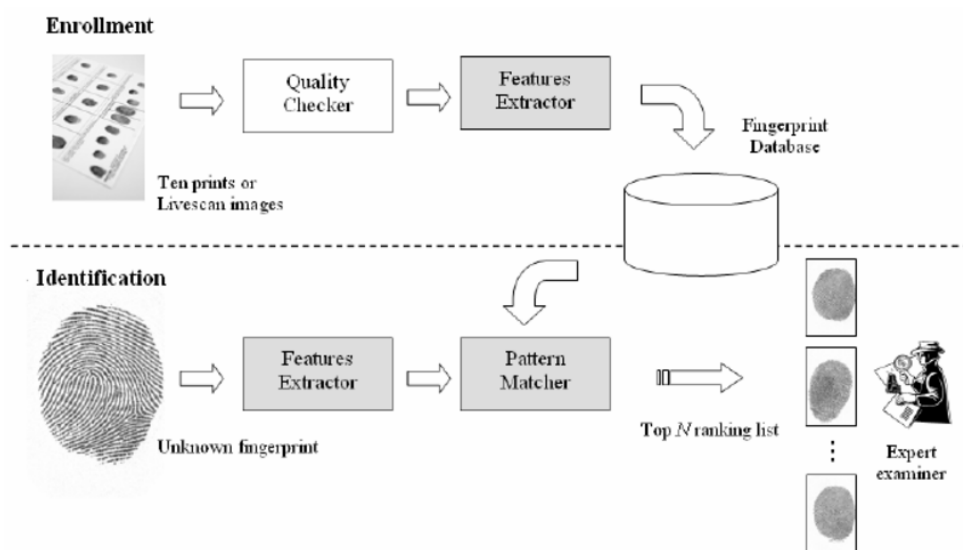 Enrollment
Quality
Checker
Features
Extractor
Fingerprint
Database
Ten prints or
Livescan images
Identification
Features
Extractor
Pattern
Matcher
Unknown fingerprint
Top N ranking list
Expert
examiner